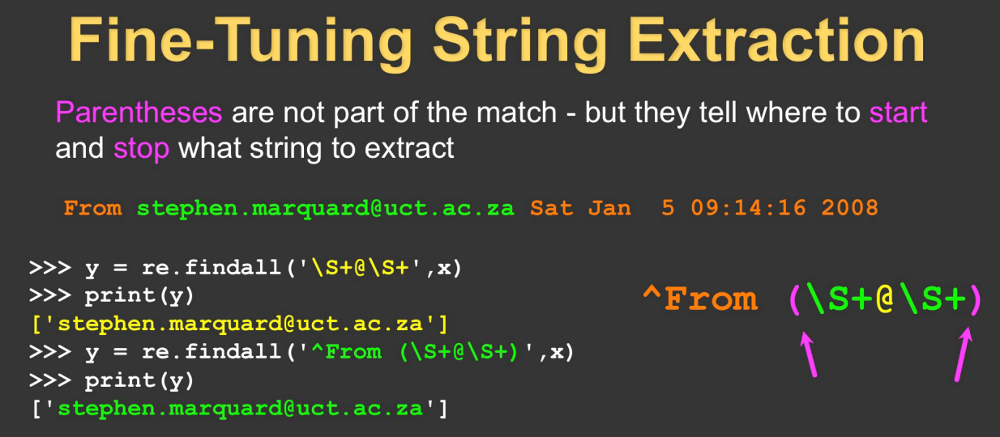 Fine-Tuning String Extraction
Parentheses are not part of the match - but they tell where to start
and stop what string to extract
From stephen.marquard@uct.ac.za Sat Jan  5 09:14:16 2008
>>> y = re.findall('\S+@\S+',x)
>>> print(y)
['stephen.marquard@uct.ac.za']
>>> y = re.findall('^From (\S+@\S+)',x)
>>> print(y)
['stephen.marquard@uct.ac.za']
^From (\S+@\S+)